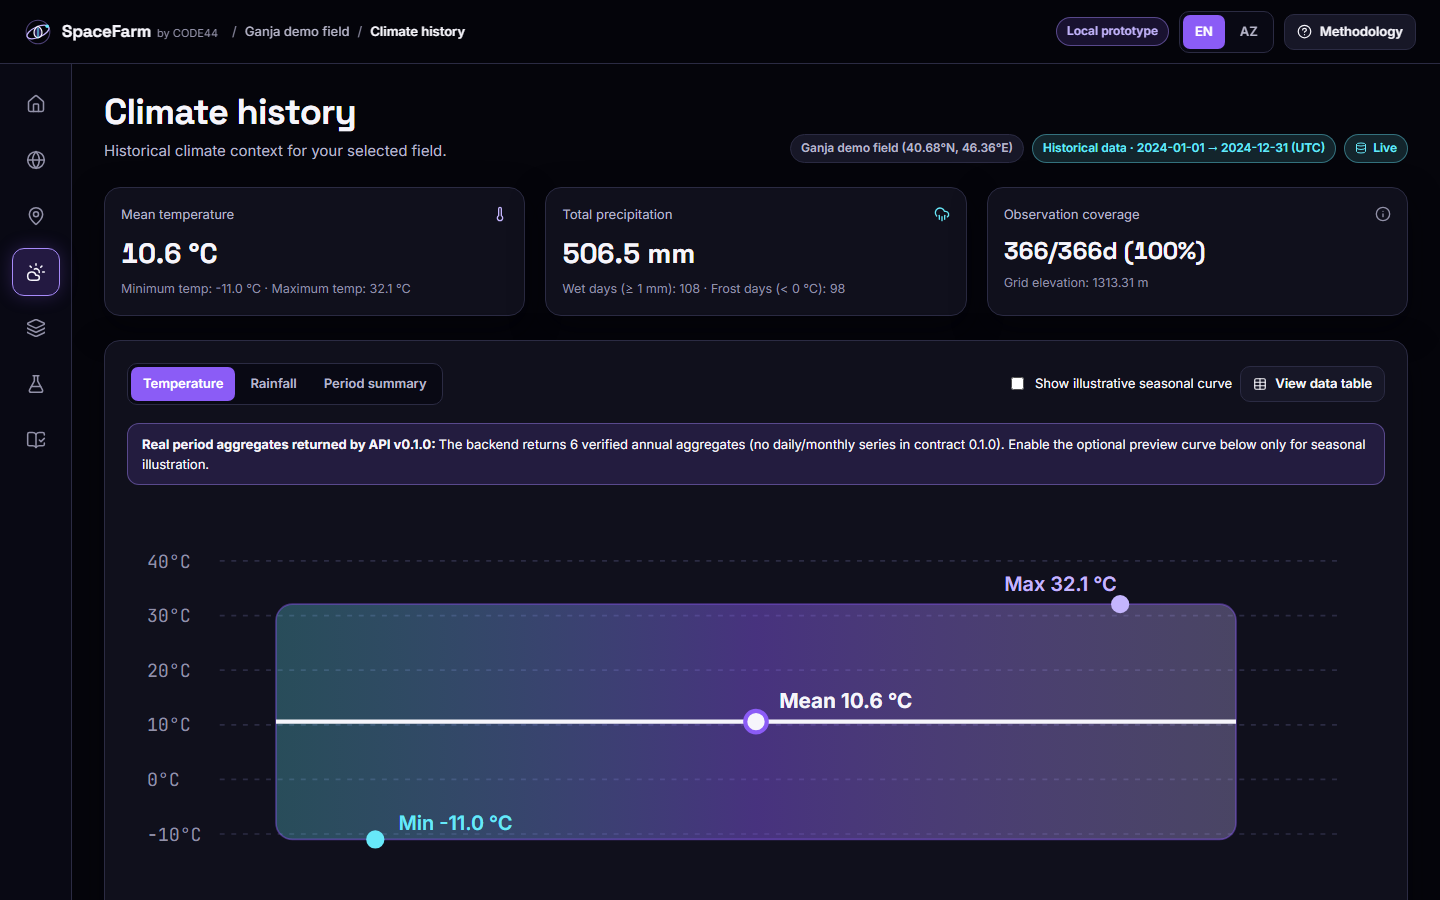 SpaceFarm by CODE44 / Ganja demo field / Climate history
Local prototype
EN
AZ
Methodology
Climate history
Historical climate context for your selected field.
Ganja demo field (40.68°N, 46.36°E)
Historical data · 2024-01-01 → 2024-12-31 (UTC)
Live
Mean temperature
10.6 °C
Minimum temp: -11.0 °C · Maximum temp: 32.1 °C
Total precipitation
506.5 mm
Wet days (≥ 1 mm): 108 · Frost days (< 0 °C): 98
Observation coverage
366/366d (100%)
Grid elevation: 1313.31 m
Temperature
Rainfall
Period summary
Show illustrative seasonal curve
View data table
Real period aggregates returned by API v0.1.0: The backend returns 6 verified annual aggregates (no daily/monthly series in contract 0.1.0). Enable the optional preview curve below only for seasonal
illustration.
40°C
Max 32.1 °C
30°C
20°C
Mean 10.6 °C
10°C
0°C
Min -11.0 °C
-10°C